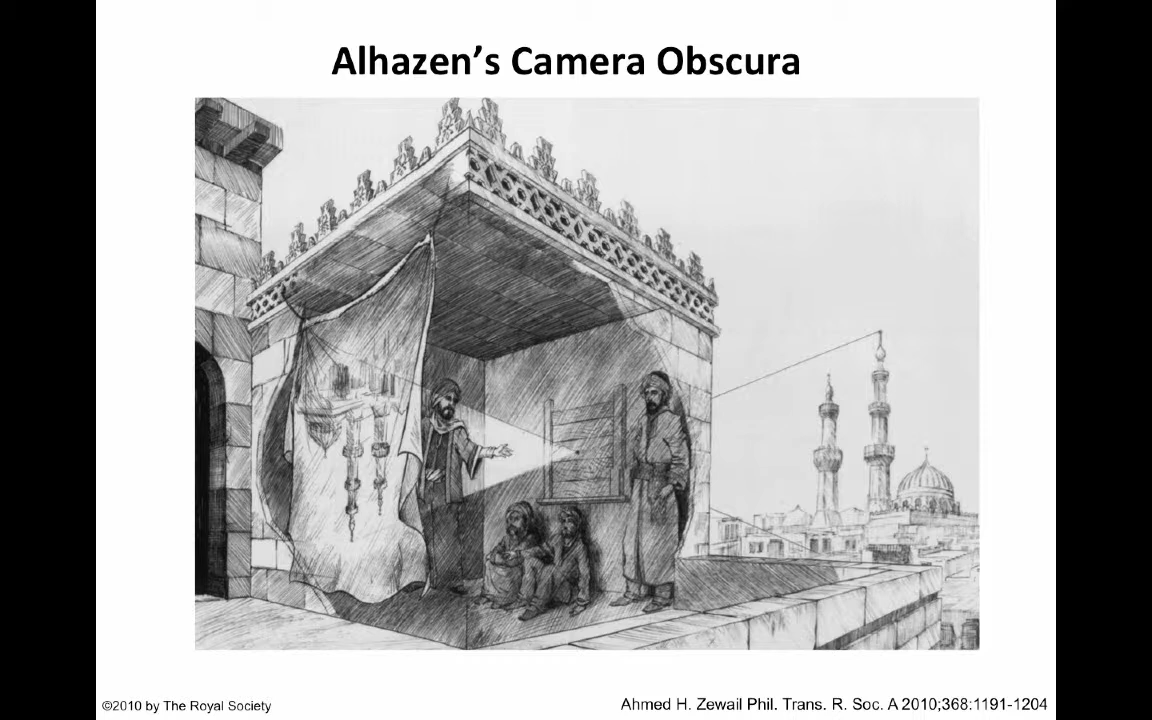 Alhazen’s Camera Obscura
©2010 by The Royal Society
Ahmed H. Zewail Phil. Trans. R. Soc. A 2010;368:1191-1204